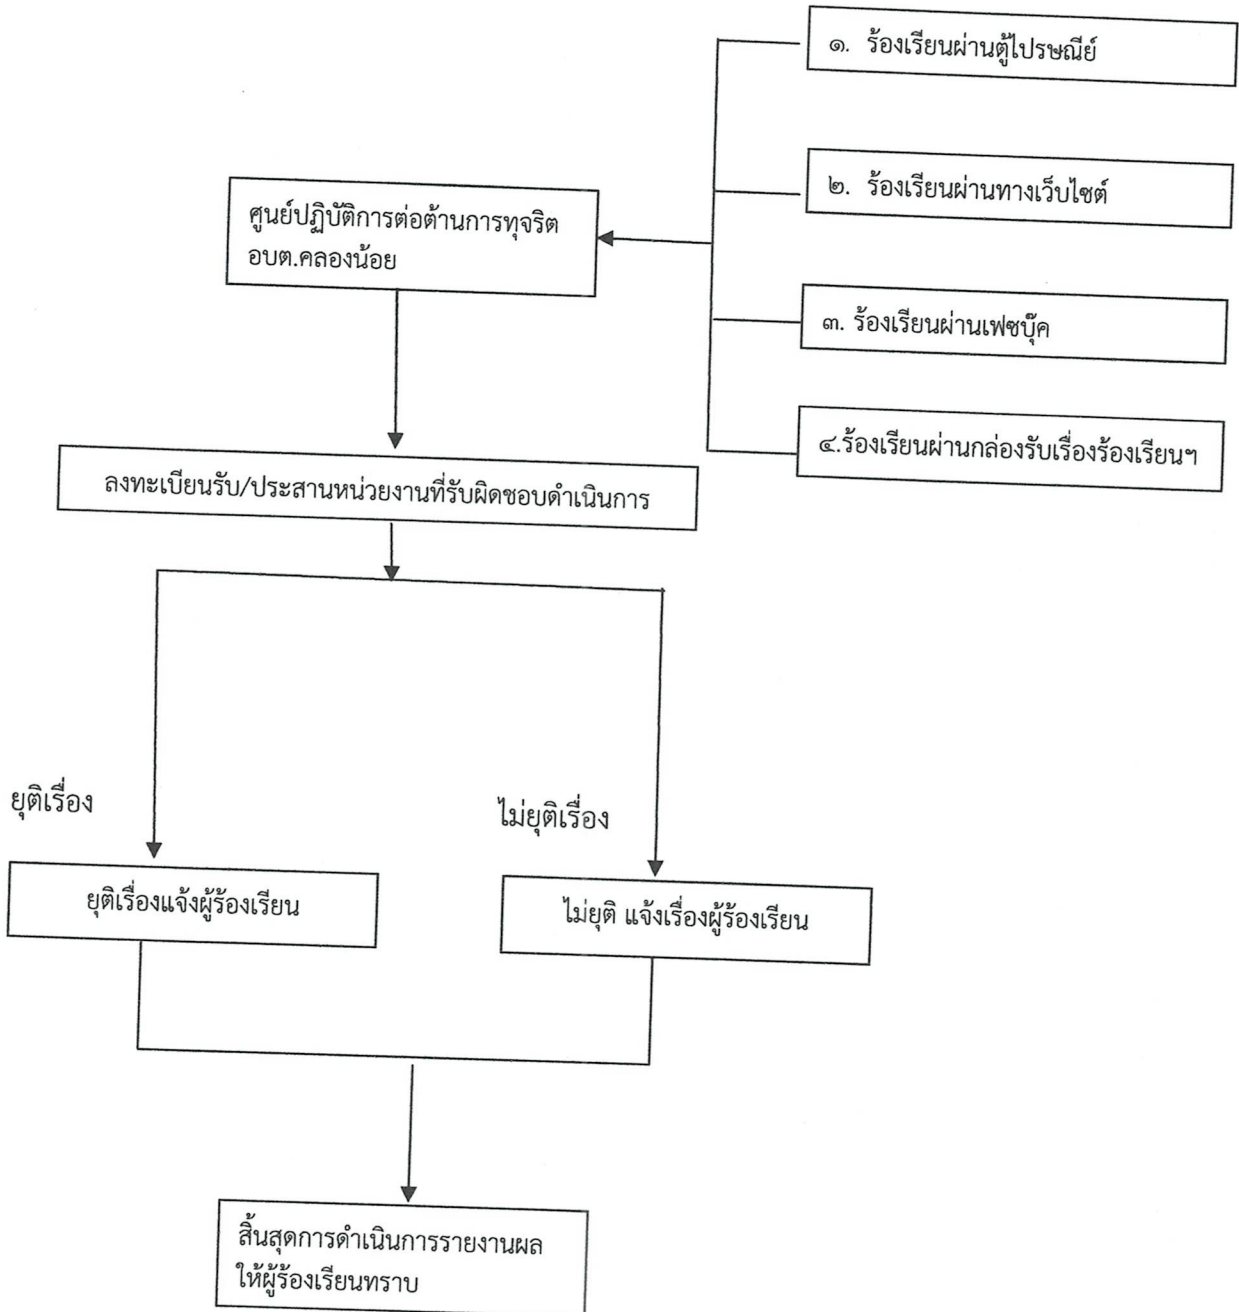 ๑. ร้องเรียนผ่านตู้ไปรษณีย์
๒. ร้องเรียนผ่านทางเว็บไซต์
ศูนย์ปฏิบัติการต่อต้านการทุจริต
อบต.คลองน้อย
๓. ร้องเรียนผ่านเฟซบุ๊ค
๔.ร้องเรียนผ่านกล่องรับเรื่องร้องเรียนฯ
ลงทะเบียนรับ/ประสานหน่วยงานที่รับผิดชอบดำเนินการ
ยุติเรื่อง
ไม่ยุติเรื่อง
ยุติเรื่องแจ้งผู้ร้องเรียน
ไม่ยุติ แจ้งเรื่องผู้ร้องเรียน
สิ้นสุดการดำเนินการรายงานผล
ให้ผู้ร้องเรียนทราบ